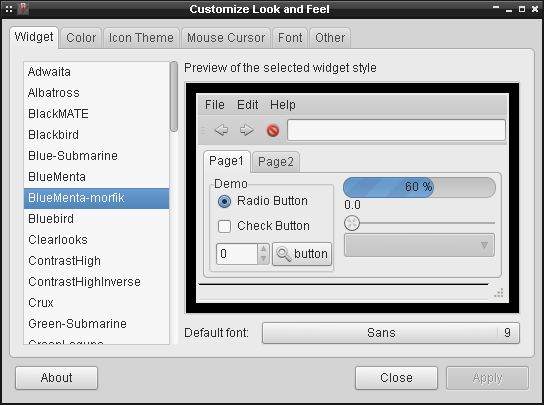 Customize Look and Feel
Widget Color Icon Theme Mouse Cursor Font Other
Adwaita
Albatross
BlackMATE
Blackbird
Blue-Submarine
BlueMenta
BlueMenta-morfik
Bluebird
Clearlooks
ContrastHigh
ContrastHighInverse
Crux
Green-Submarine
Preview of the selected widget style
File Edit Help
Page1 Page2
Demo
Radio Button
Check Button
0 button
60 %
0.0
Default font: Sans 9
About Close Apply